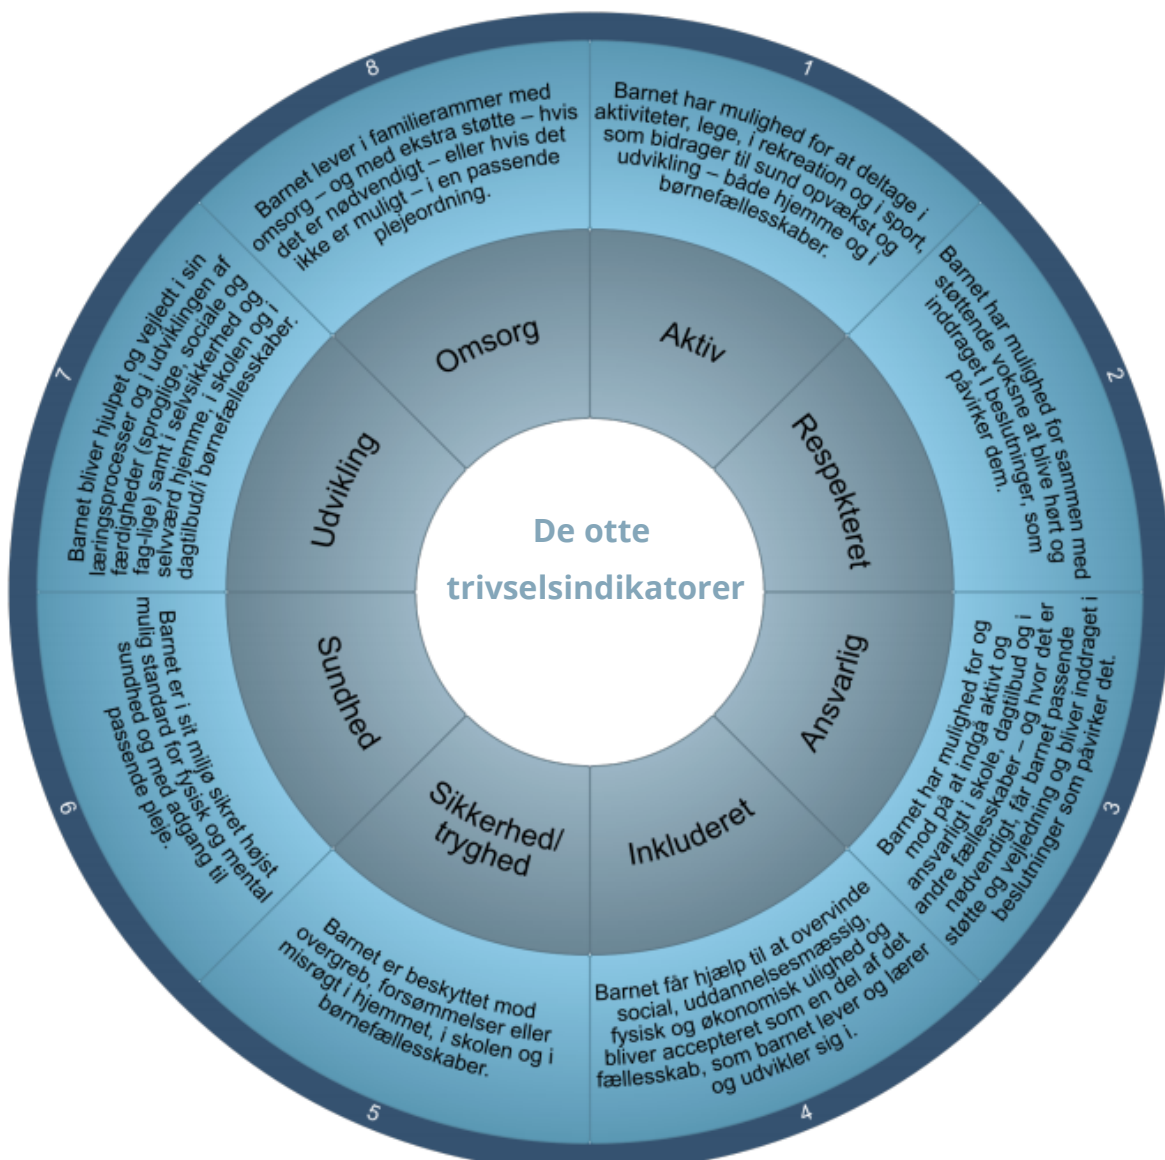 De otte
trivselsindikatorer
1
Aktiv
Barnet har mulighed for at deltage i
aktiviteter, lege, i rekreation og i sport,
som bidrager til sund opvækst og
udvikling – både hjemme og i
børnefællesskaber.
2
Respekteret
Barnet har mulighed for sammen med
støttende voksne at blive hørt og
inddraget I beslutninger, som
påvirker dem.
3
Ansvarlig
Barnet har mulighed for og
mod på at indgå aktivt og
ansvarligt i skole, dagtilbud og i
andre fællesskaber – og hvor det er
nødvendigt, får barnet passende
støtte og vejledning og bliver inddraget i
beslutninger som påvirker det.
4
Inkluderet
Barnet får hjælp til at overvinde
social, uddannelsesmæssig,
fysisk og økonomisk ulighed og
bliver accepteret som en del af det
fællesskab, som barnet lever og lærer
og udvikler sig i.
5
Sikkerhed/
tryghed
Barnet er beskyttet mod
overgreb, forsømmelser eller
misrøgt i hjemmet, i skolen og i
børnefællesskaber.
6
Sundhed
Barnet er i sit miljø sikret højst
mulig standard for fysisk og mental
sundhed og med adgang til
passende pleje.
7
Udvikling
Barnet bliver hjulpet og vejledt i sin
læringsprocesser og i udviklingen af
færdigheder (sproglige, sociale og
fag-lige) samt i selvsikkerhed og
selvværd hjemme, i skolen og i
dagtilbud/i børnefællesskaber.
8
Omsorg
Barnet lever i familierammer med
omsorg – og med ekstra støtte – hvis
det er nødvendigt – eller hvis det
ikke er muligt – i en passende
plejeordning.